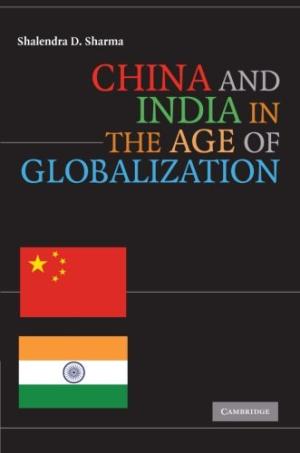 Shalendra D. Sharma
CHINA AND
INDIA IN
THE AGE OF
GLOBALIZATION
CAMBRIDGE